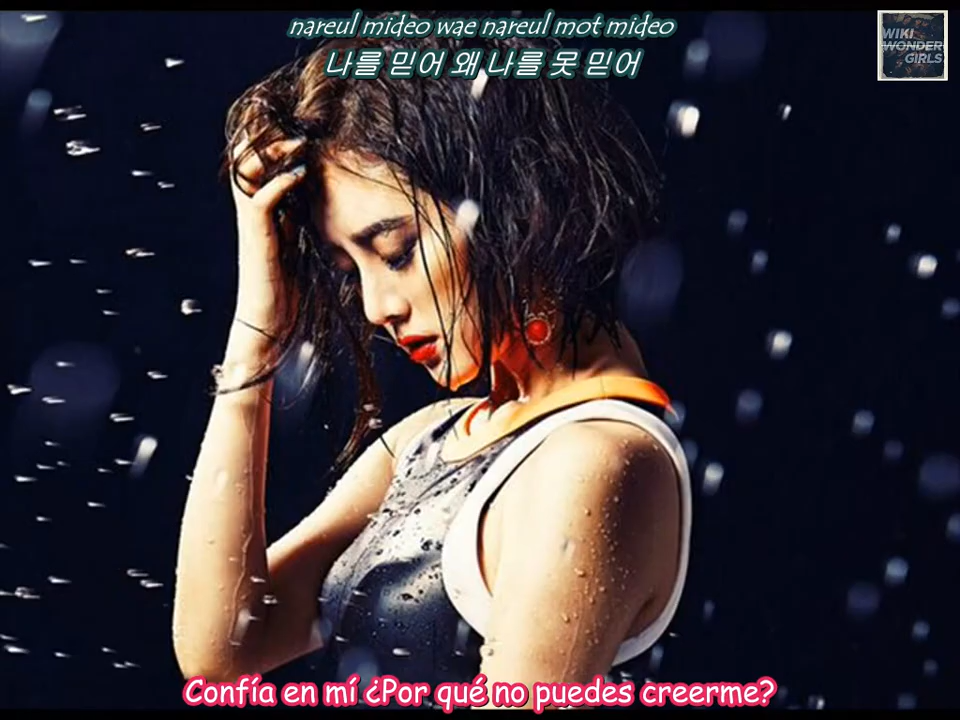 nareul mideo wae nareul mot mideo
나를 믿어 왜 나를 못 믿어
WIKI
WONDER
GIRLS
Confía en mí ¿Por qué no puedes creerme?